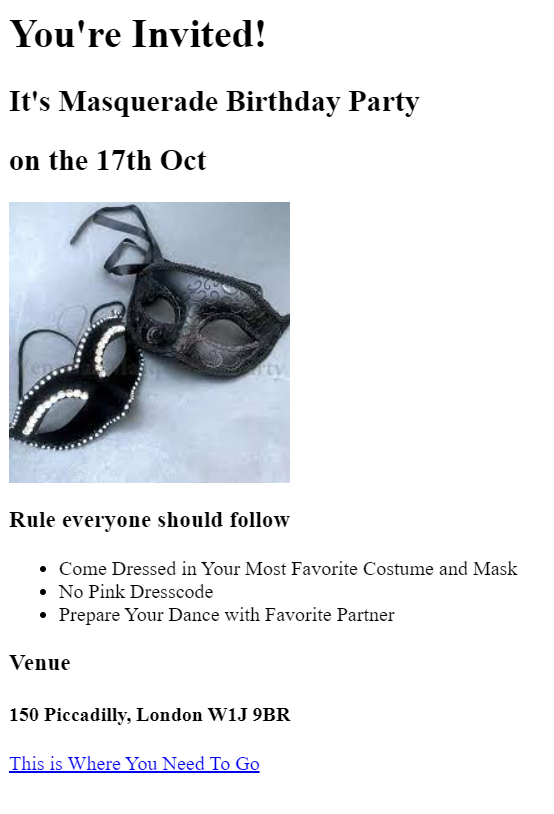 You're Invited!
It's Masquerade Birthday Party
on the 17th Oct
Rule everyone should follow
Come Dressed in Your Most Favorite Costume and Mask
No Pink Dresscode
Prepare Your Dance with Favorite Partner
Venue
150 Piccadilly, London W1J 9BR
This is Where You Need To Go